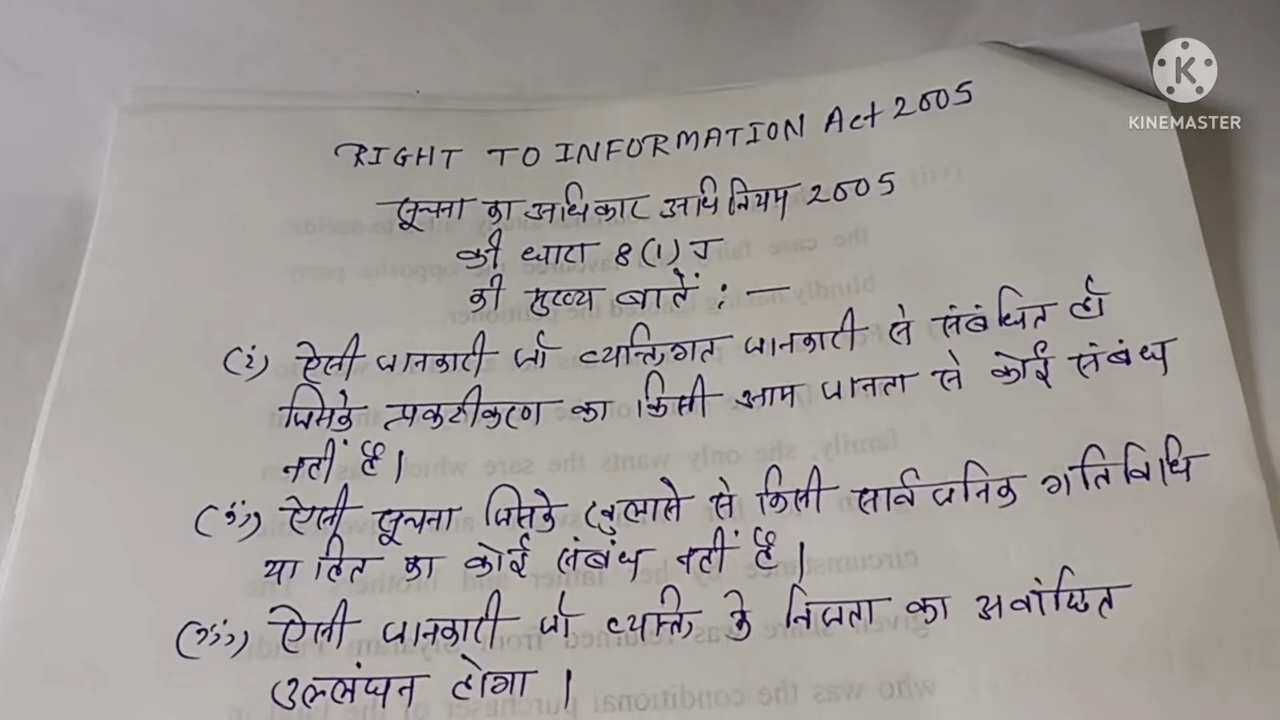 RIGHT TO INFORMATION Act 2005
सूचना का अधिकार अधिनियम 2005
की धारा 8 (1) J
की मुख्य बातें : —
(i) ऐसी जानकारी जो व्यक्तिगत जानकारी से संबंधित हो
जिसके प्रकटीकरण का किसी आम जानता से कोई संबंध
नहीं है।
(ii) ऐसी सूचना जिसके खुलासे से किसी सार्वजनिक गतिविधि
या हित का कोई संबंध नहीं है।
(iii) ऐसी जानकारी जो व्यक्ति के निजता का अवांछित
उल्लंघन होगा।
KINEMASTER